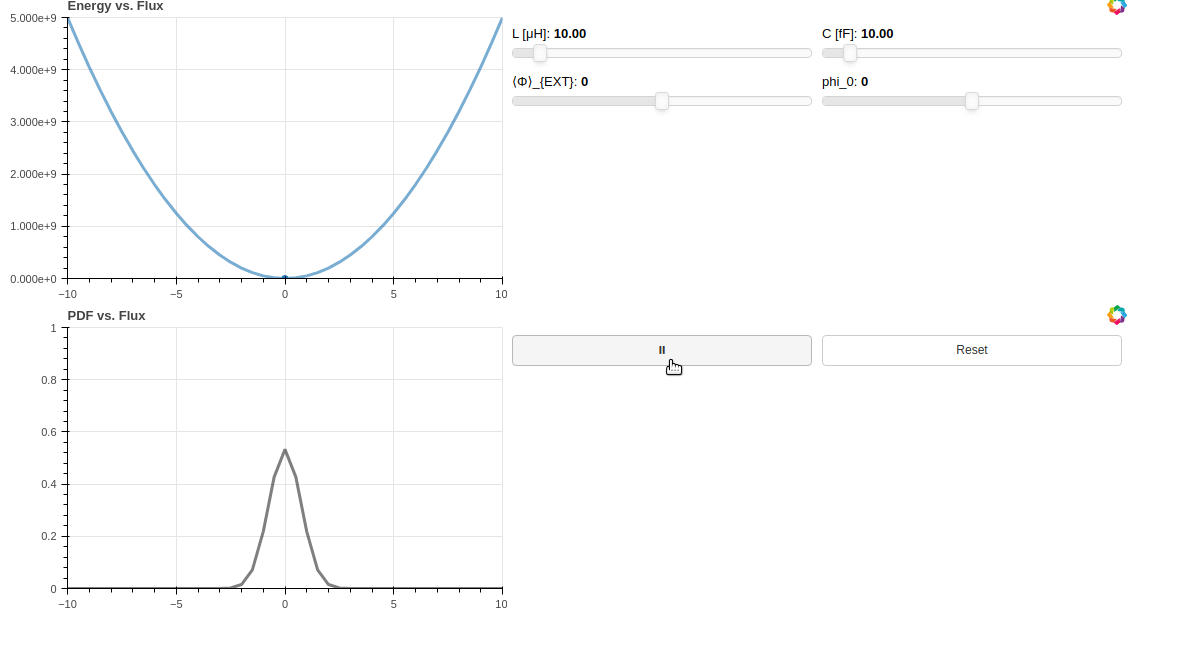 Energy vs. Flux
5.000e+9
4.000e+9
3.000e+9
2.000e+9
1.000e+9
0.000e+0
−10
−5
0
5
10
L [μH]: 10.00
C [fF]: 10.00
⟨Φ⟩_{EXT}: 0
phi_0: 0
PDF vs. Flux
1
0.8
0.6
0.4
0.2
0
−10
−5
0
5
10
Reset